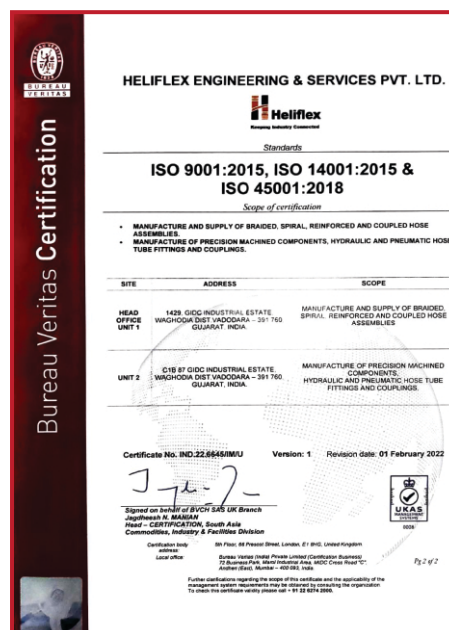 BUREAU
VERITAS
Bureau Veritas Certification
HELIFLEX ENGINEERING & SERVICES PVT. LTD.
Heliflex
Keeping Industry Connected
Standards
ISO 9001:2015, ISO 14001:2015 &
ISO 45001:2018
Scope of certification
• MANUFACTURE AND SUPPLY OF BRAIDED, SPIRAL, REINFORCED AND COUPLED HOSE
ASSEMBLIES.
• MANUFACTURE OF PRECISION MACHINED COMPONENTS, HYDRAULIC AND PNEUMATIC HOSE
TUBE FITTINGS AND COUPLINGS.
SITE ADDRESS SCOPE
HEAD
OFFICE
UNIT 1
1429, GIDC INDUSTRIAL ESTATE,
WAGHODIA DIST.VADODARA – 391 760
GUJARAT, INDIA.
MANUFACTURE AND SUPPLY OF BRAIDED,
SPIRAL, REINFORCED AND COUPLED HOSE
ASSEMBLIES
UNIT 2
C1B 87 GIDC INDUSTRIAL ESTATE,
WAGHODIA DIST.VADODARA – 391 760.
GUJARAT, INDIA.
MANUFACTURE OF PRECISION MACHINED
COMPONENTS,
HYDRAULIC AND PNEUMATIC HOSE TUBE
FITTINGS AND COUPLINGS.
Certificate No. IND.22.6645/IM/U Version: 1 Revision date: 01 February 2022
Signed on behalf of BVCH SAS UK Branch
Jagdheesh N. MANIAN
Head – CERTIFICATION, South Asia
Commodities, Industry & Facilities Division
UKAS
MANAGEMENT
SYSTEMS
0008
Certification body
address:
5th Floor, 66 Prescot Street, London, E1 8HG, United Kingdom
Local office:
Bureau Veritas (India) Private Limited (Certification Business)
72 Business Park, Marol Industrial Area, MIDC Cross Road "C",
Andheri (East), Mumbai – 400 093, India.
Pg 2 of 2
Further clarifications regarding the scope of this certificate and the applicability of the
management system requirements may be obtained by consulting the organization
To check this certificate validity please call + 91 22 6274 2000.